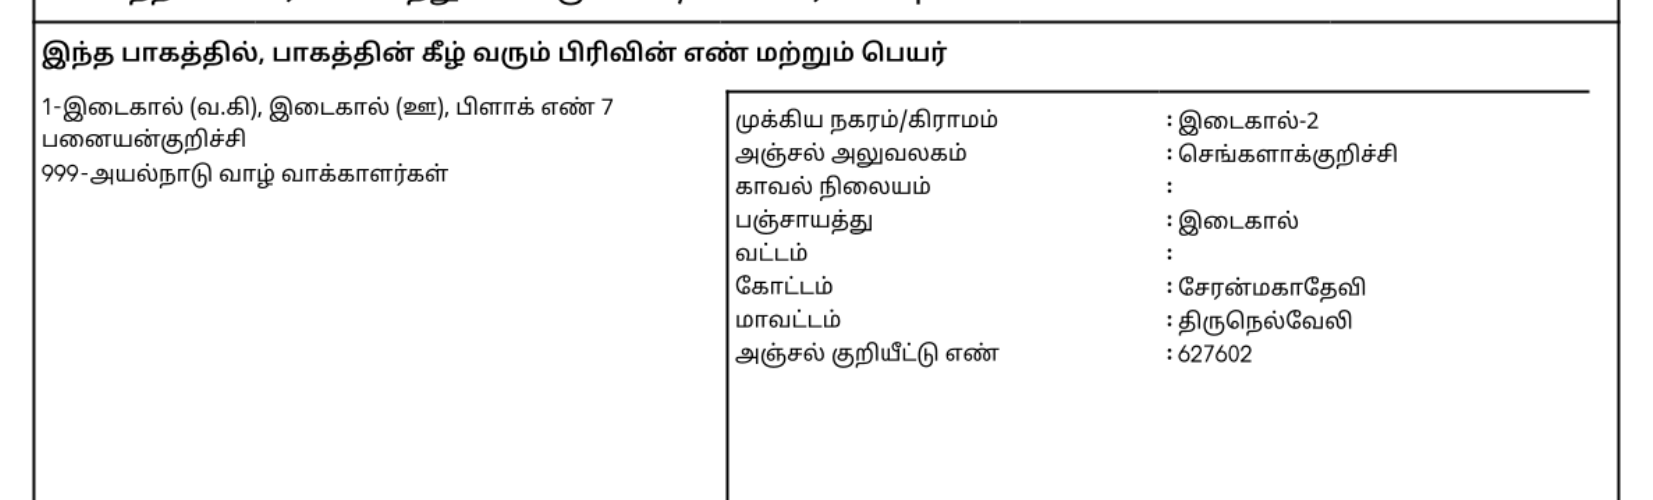 இந்த பாகத்தில், பாகத்தின் கீழ் வரும் பிரிவின் எண் மற்றும் பெயர்
1-இடைகால் (வ.கி), இடைகால் (ஊ), பிளாக் எண் 7
பனையன்குறிச்சி
999-அயல்நாடு வாழ் வாக்காளர்கள்
முக்கிய நகரம்/கிராமம் : இடைகால்-2
அஞ்சல் அலுவலகம் : செங்களாக்குறிச்சி
காவல் நிலையம் :
பஞ்சாயத்து : இடைகால்
வட்டம் :
கோட்டம் : சேரன்மகாதேவி
மாவட்டம் : திருநெல்வேலி
அஞ்சல் குறியீட்டு எண் : 627602